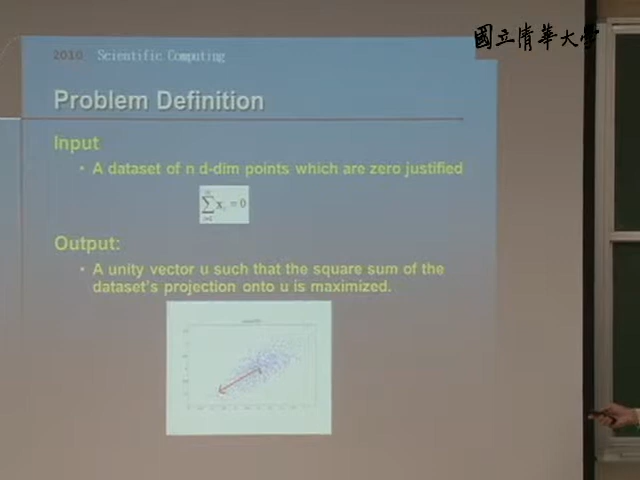 國立清華大學
2010 Scientific Computing
Problem Definition
Input
• A dataset of n d-dim points which are zero justified
= 0
Output:
• A unity vector u such that the square sum of the
dataset's projection onto u is maximized.